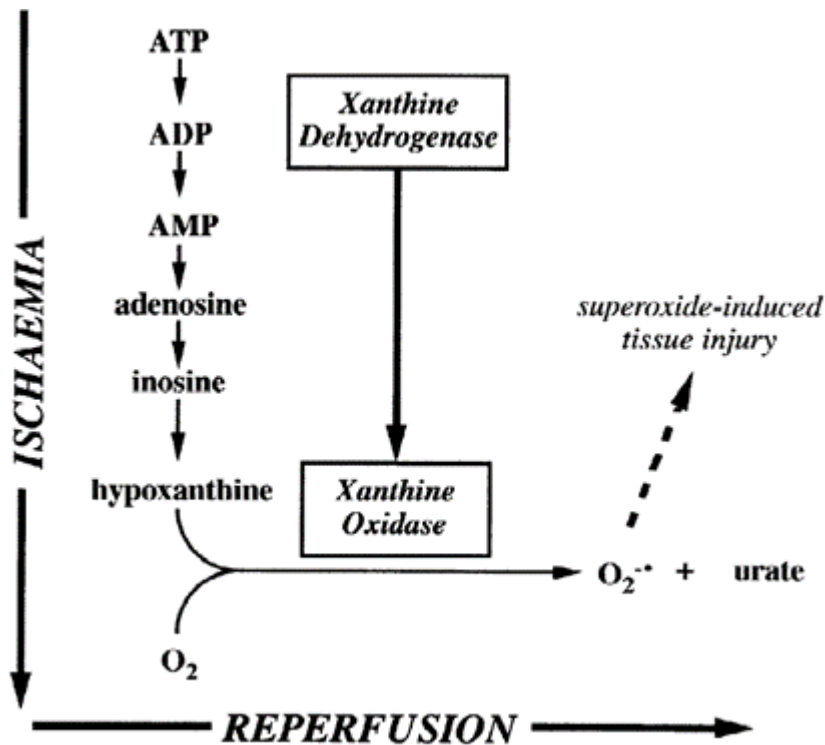 ATP
ADP
AMP
adenosine
inosine
hypoxanthine
O₂
Xanthine
Dehydrogenase
Xanthine
Oxidase
superoxide-induced
tissue injury
O₂⁻• + urate
ISCHAEMIA
REPERFUSION